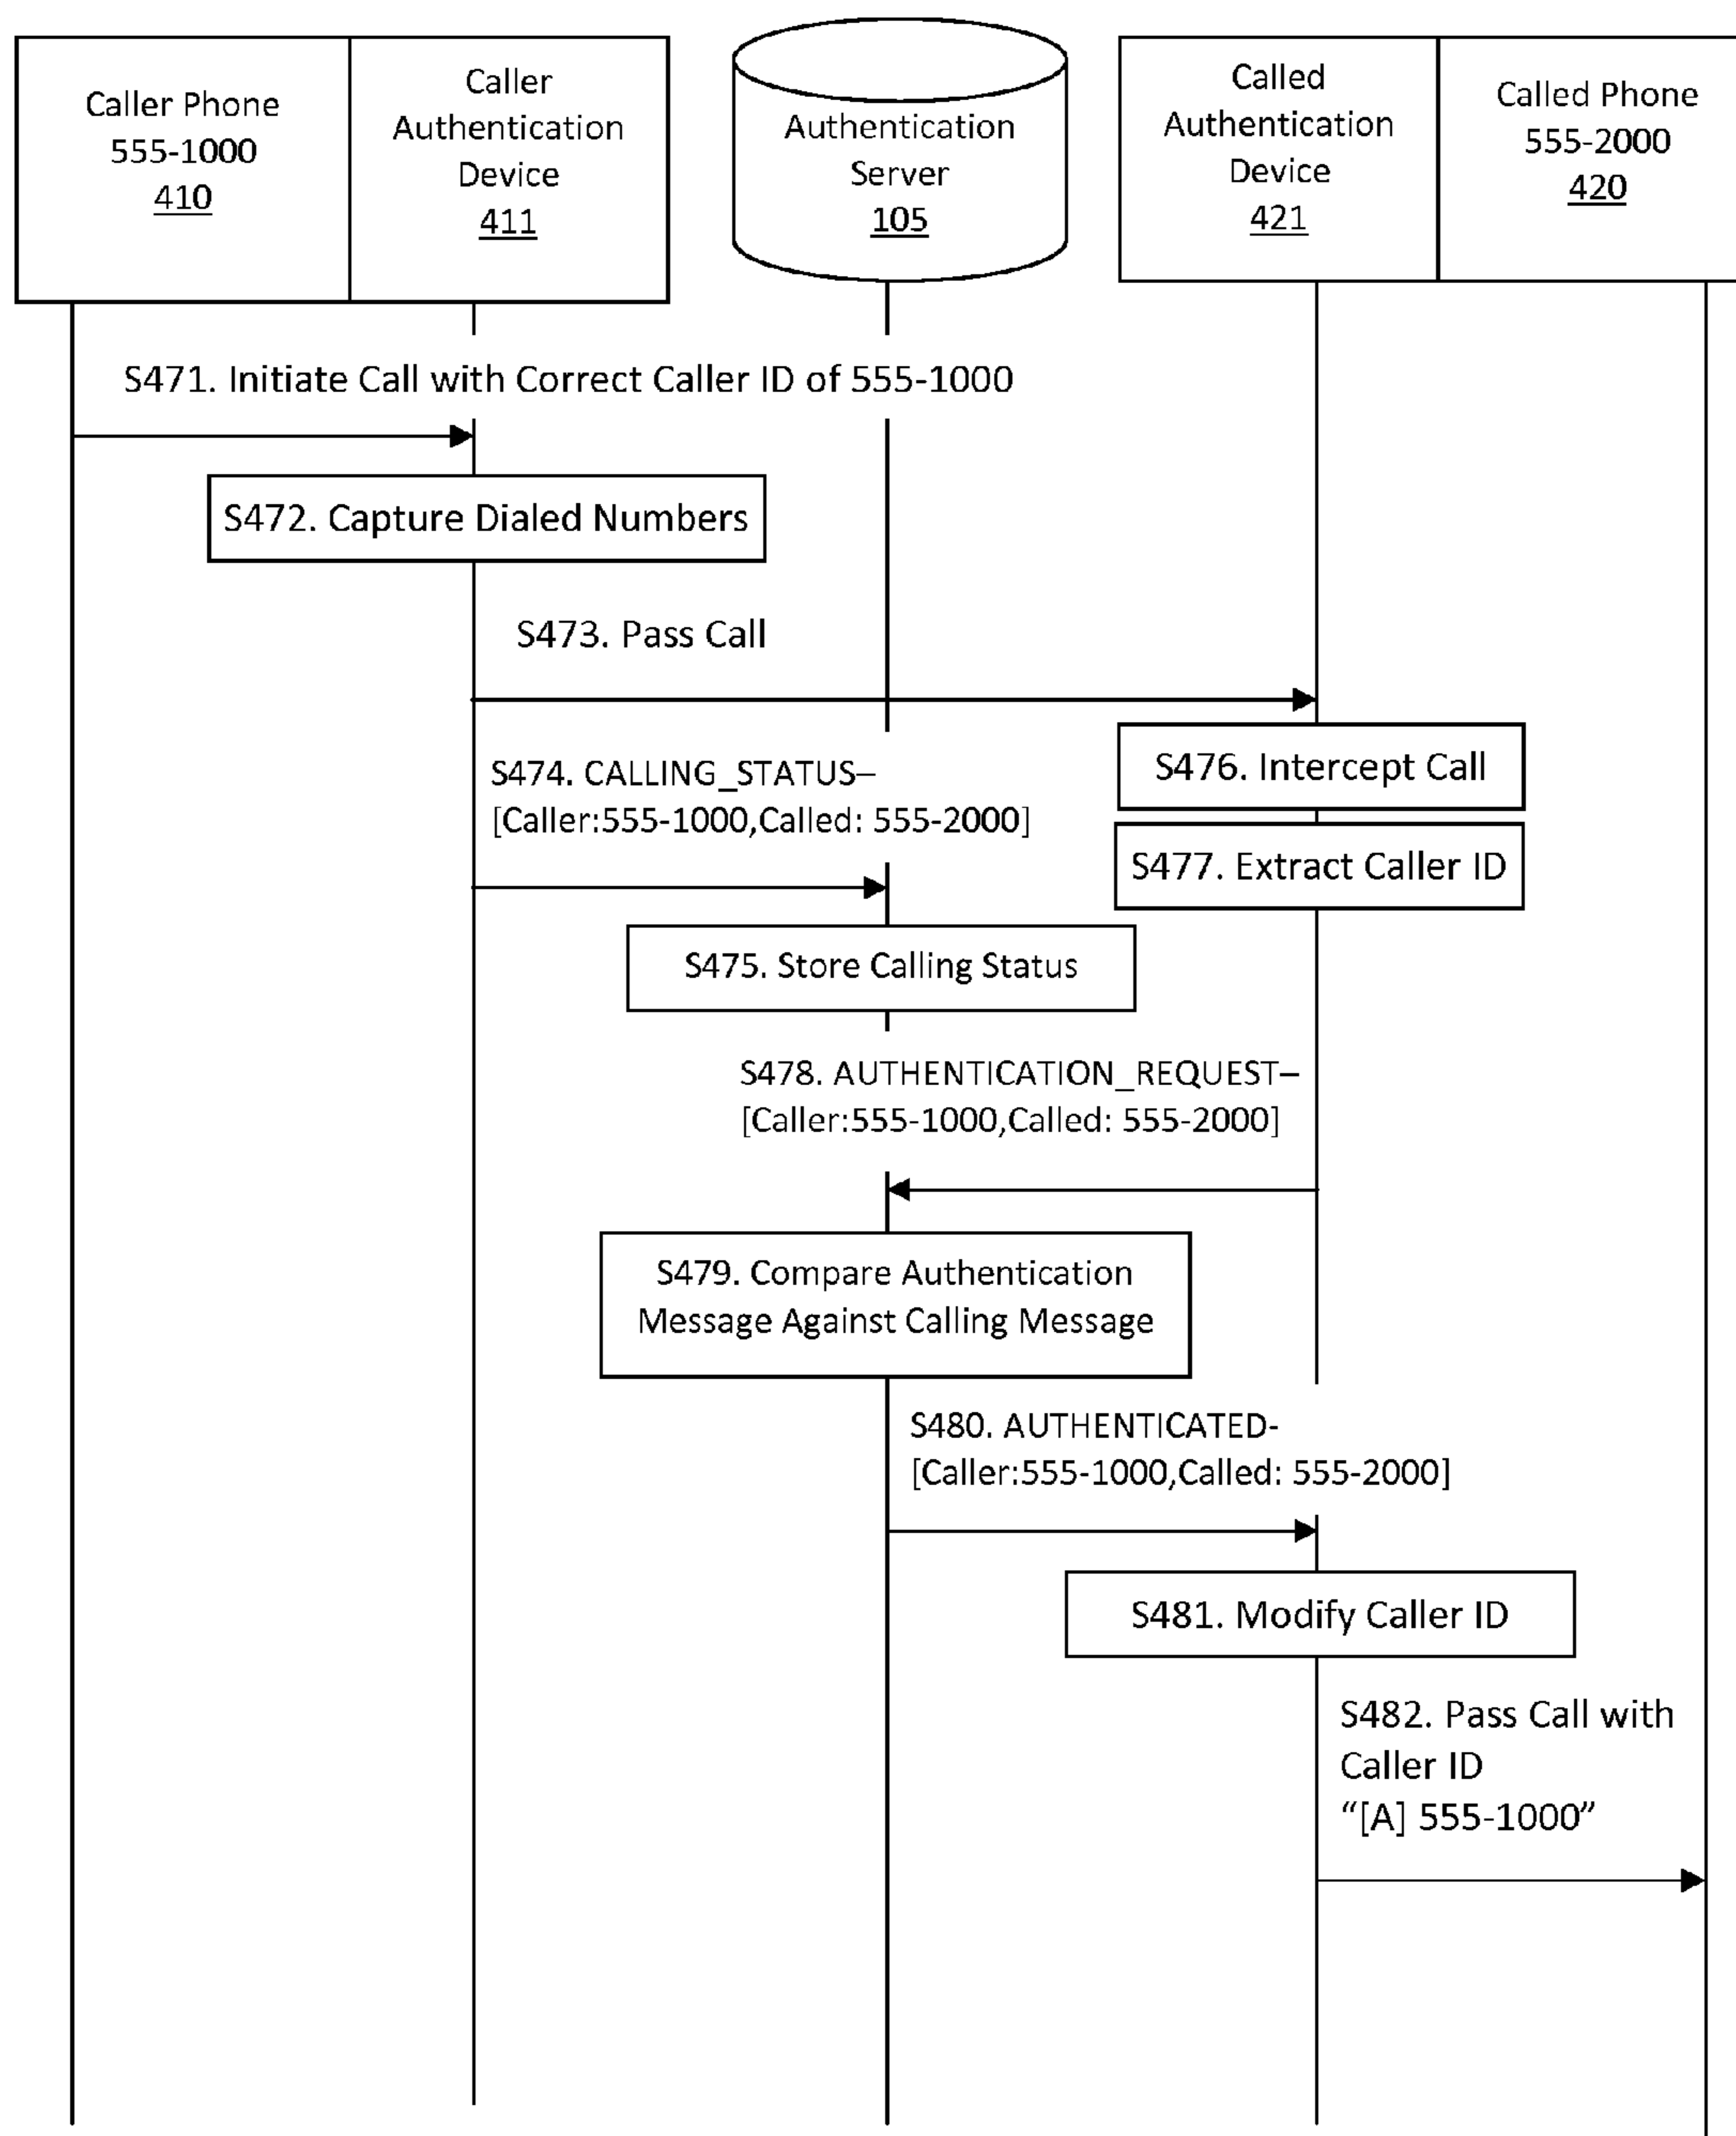 Caller Phone
555-1000
410
Caller
Authentication
Device
411
Authentication
Server
105
Called
Authentication
Device
421
Called Phone
555-2000
420
S471. Initiate Call with Correct Caller ID of 555-1000
S472. Capture Dialed Numbers
S473. Pass Call
S474. CALLING_STATUS–
[Caller:555-1000,Called: 555-2000]
S476. Intercept Call
S477. Extract Caller ID
S475. Store Calling Status
S478. AUTHENTICATION_REQUEST–
[Caller:555-1000,Called: 555-2000]
S479. Compare Authentication
Message Against Calling Message
S480. AUTHENTICATED-
[Caller:555-1000,Called: 555-2000]
S481. Modify Caller ID
S482. Pass Call with
Caller ID
“[A] 555-1000”